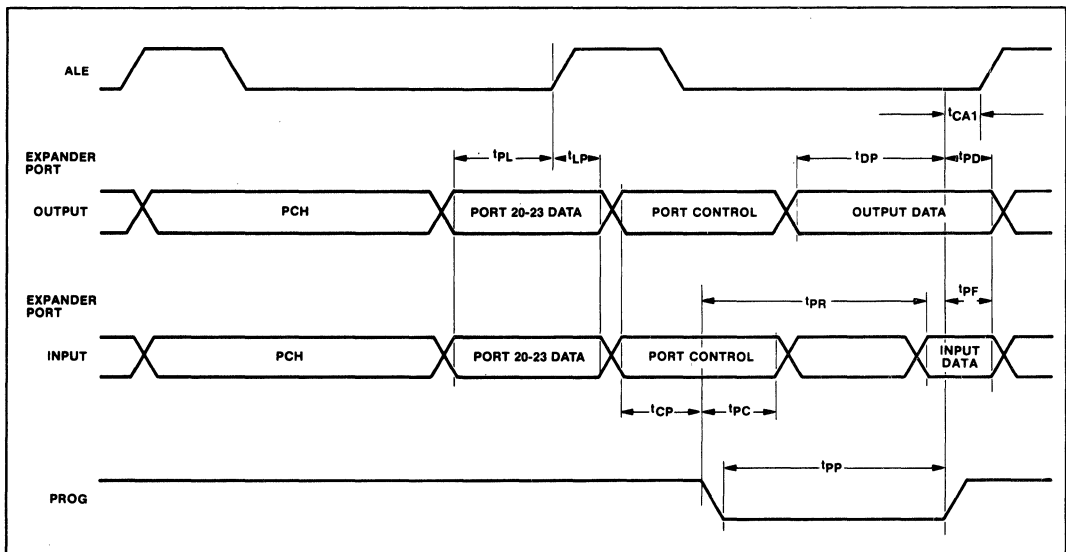 ALE
tCA1
EXPANDER
PORT
tPL
tLP
tDP
tPD
OUTPUT
PCH
PORT 20-23 DATA
PORT CONTROL
OUTPUT DATA
EXPANDER
PORT
tPR
tPF
INPUT
PCH
PORT 20-23 DATA
PORT CONTROL
INPUT
DATA
tCP
tPC
tPP
PROG